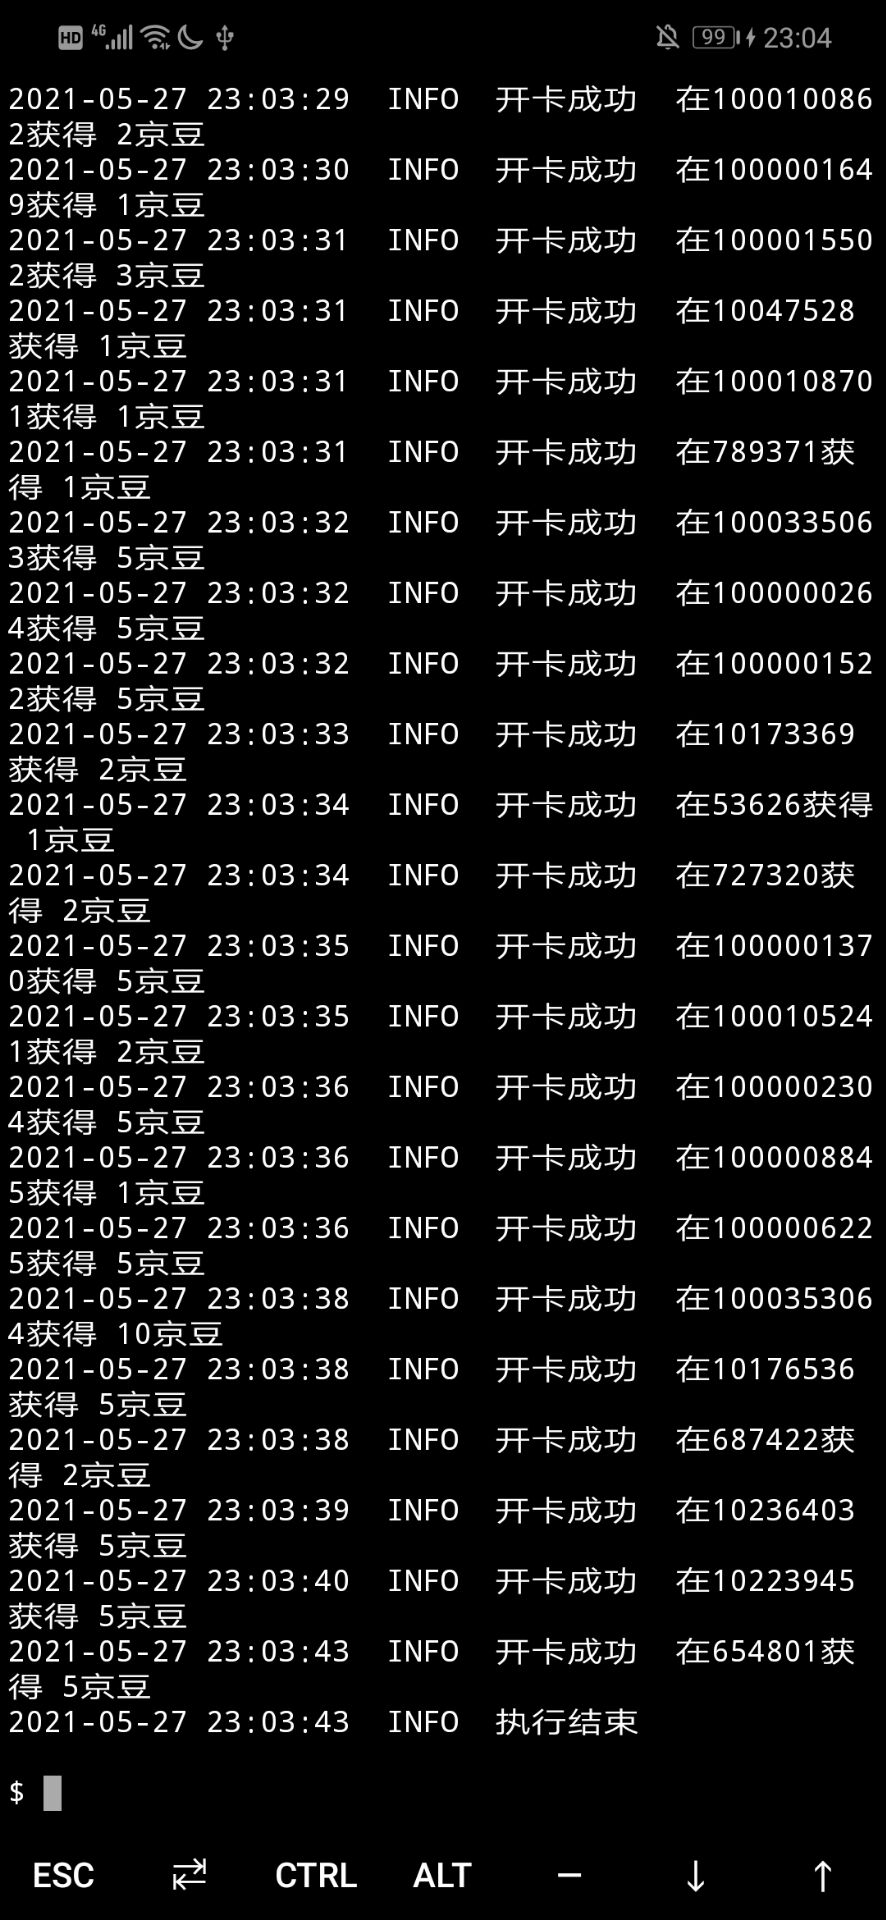 HD 4G 99 23:04
2021-05-27 23:03:29  INFO  开卡成功  在100010086
2获得 2京豆
2021-05-27 23:03:30  INFO  开卡成功  在100000164
9获得 1京豆
2021-05-27 23:03:31  INFO  开卡成功  在100001550
2获得 3京豆
2021-05-27 23:03:31  INFO  开卡成功  在10047528
获得 1京豆
2021-05-27 23:03:31  INFO  开卡成功  在100010870
1获得 1京豆
2021-05-27 23:03:31  INFO  开卡成功  在789371获
得 1京豆
2021-05-27 23:03:32  INFO  开卡成功  在100033506
3获得 5京豆
2021-05-27 23:03:32  INFO  开卡成功  在100000026
4获得 5京豆
2021-05-27 23:03:32  INFO  开卡成功  在100000152
2获得 5京豆
2021-05-27 23:03:33  INFO  开卡成功  在10173369
获得 2京豆
2021-05-27 23:03:34  INFO  开卡成功  在53626获得
 1京豆
2021-05-27 23:03:34  INFO  开卡成功  在727320获
得 2京豆
2021-05-27 23:03:35  INFO  开卡成功  在100000137
0获得 5京豆
2021-05-27 23:03:35  INFO  开卡成功  在100010524
1获得 2京豆
2021-05-27 23:03:36  INFO  开卡成功  在100000230
4获得 5京豆
2021-05-27 23:03:36  INFO  开卡成功  在100000884
5获得 1京豆
2021-05-27 23:03:36  INFO  开卡成功  在100000622
5获得 5京豆
2021-05-27 23:03:38  INFO  开卡成功  在100035306
4获得 10京豆
2021-05-27 23:03:38  INFO  开卡成功  在10176536
获得 5京豆
2021-05-27 23:03:38  INFO  开卡成功  在687422获
得 2京豆
2021-05-27 23:03:39  INFO  开卡成功  在10236403
获得 5京豆
2021-05-27 23:03:40  INFO  开卡成功  在10223945
获得 5京豆
2021-05-27 23:03:43  INFO  开卡成功  在654801获
得 5京豆
2021-05-27 23:03:43  INFO  执行结束
$
ESC ⇄ CTRL ALT — ↓ ↑